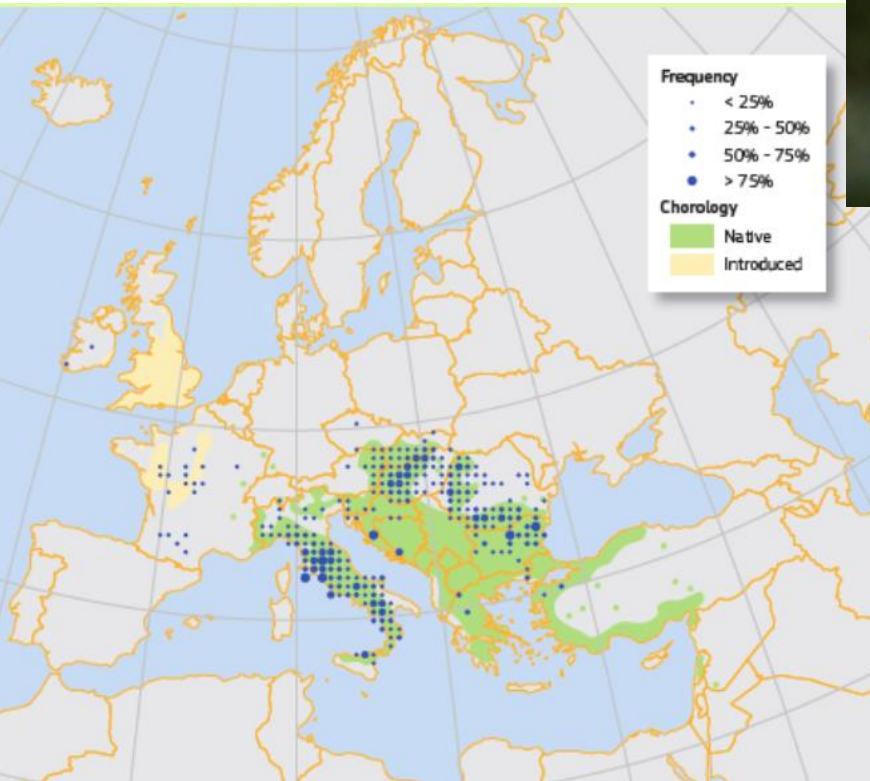 Frequency
< 25%
25% - 50%
50% - 75%
> 75%
Chorology
Native
Introduced